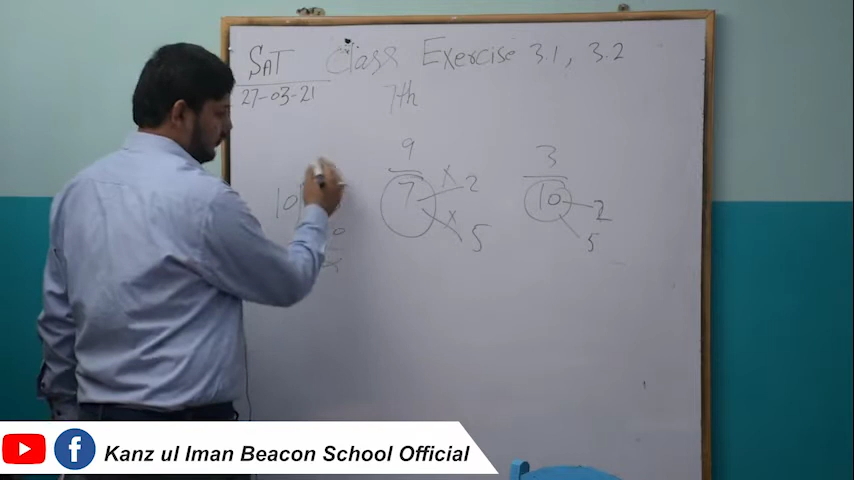 SAT Class Exercise 3.1, 3.2
27-03-21 7th
9 3
7 x 2 10 2
x 5 5
10
Kanz ul Iman Beacon School Official